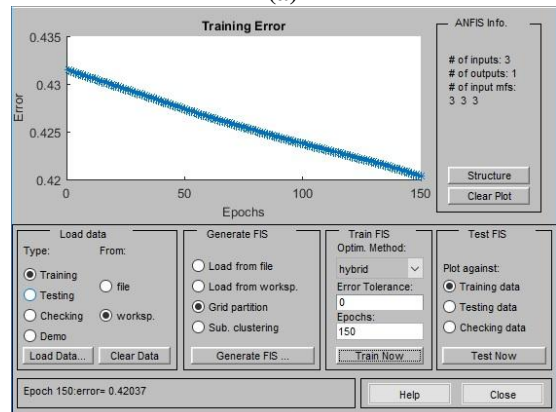 (a)
Training Error
0.435
0.43
0.425
0.42
Error
0
50
100
150
Epochs
ANFIS Info.
# of inputs: 3
# of outputs: 1
# of input mfs:
3 3 3
Structure
Clear Plot
Load data
Type:
From:
Training
Testing
Checking
Demo
file
worksp.
Load Data...
Clear Data
Generate FIS
Load from file
Load from worksp.
Grid partition
Sub. clustering
Generate FIS ...
Train FIS
Optim. Method:
hybrid
Error Tolerance:
0
Epochs:
150
Train Now
Test FIS
Plot against:
Training data
Testing data
Checking data
Test Now
Epoch 150:error= 0.42037
Help
Close